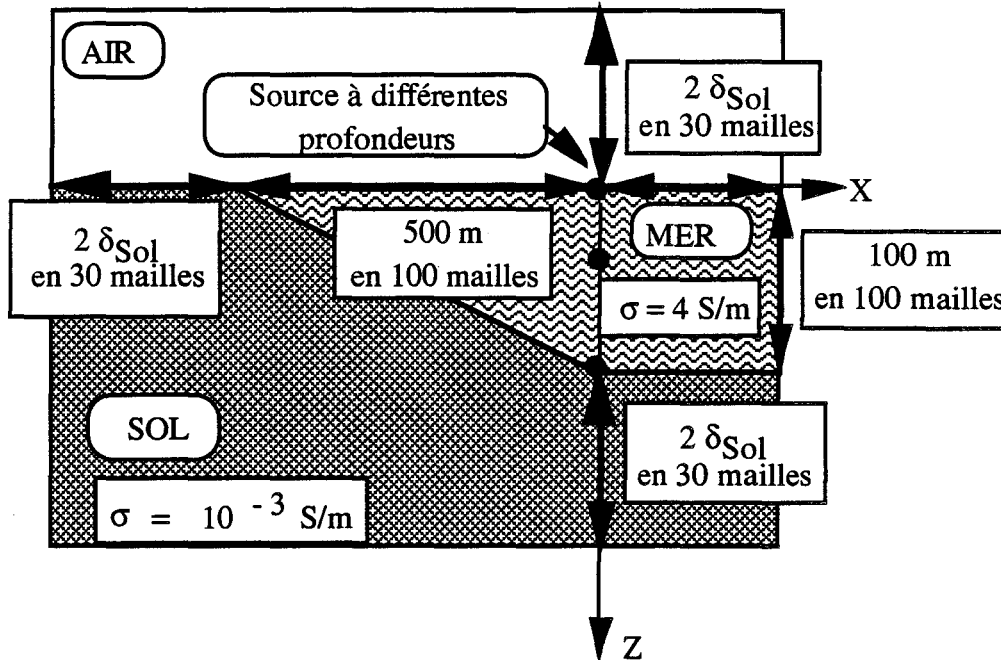 AIR
Source à différentes
profondeurs
2 δSol
en 30 mailles
X
2 δSol
en 30 mailles
500 m
en 100 mailles
MER
σ = 4 S/m
100 m
en 100 mailles
SOL
σ = 10 - 3 S/m
2 δSol
en 30 mailles
Z